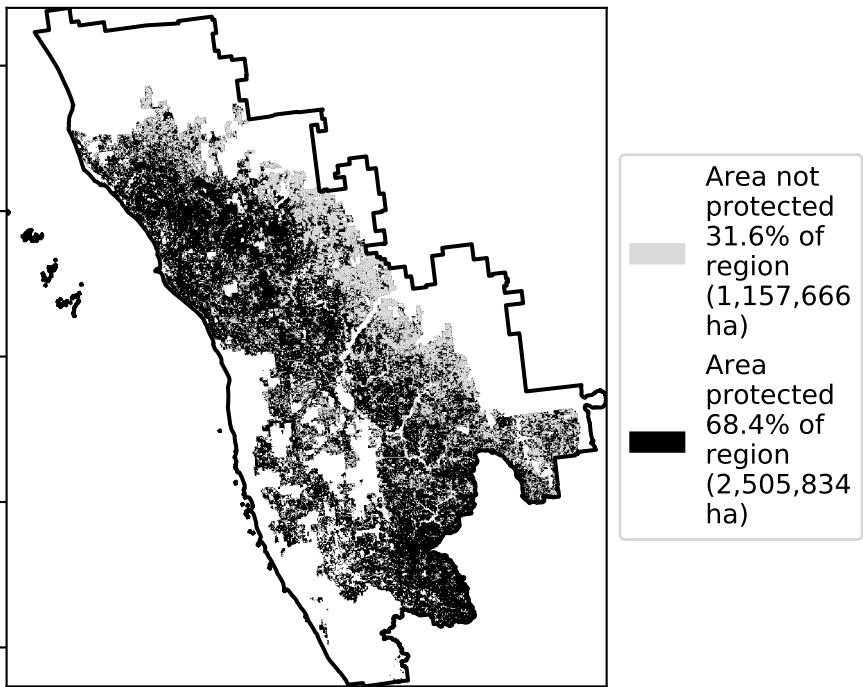 Area not
protected
31.6% of
region
(1,157,666
ha)
Area
protected
68.4% of
region
(2,505,834
ha)